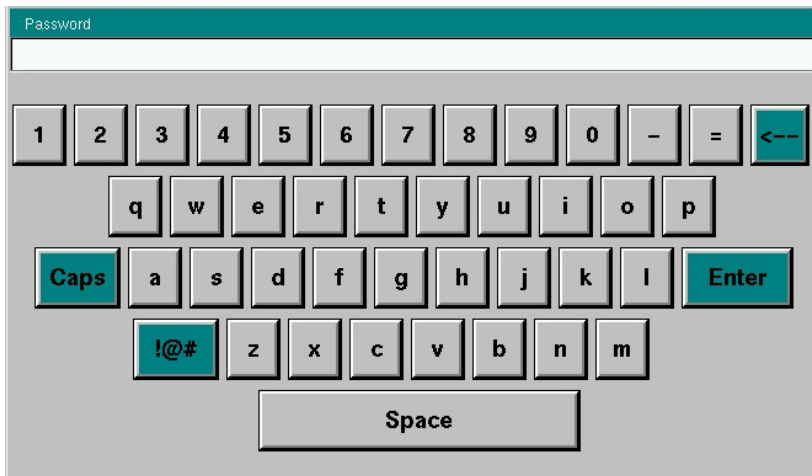 Password
1 2 3 4 5 6 7 8 9 0 - = <--
q w e r t y u i o p
Caps a s d f g h j k l Enter
!@# z x c v b n m
Space